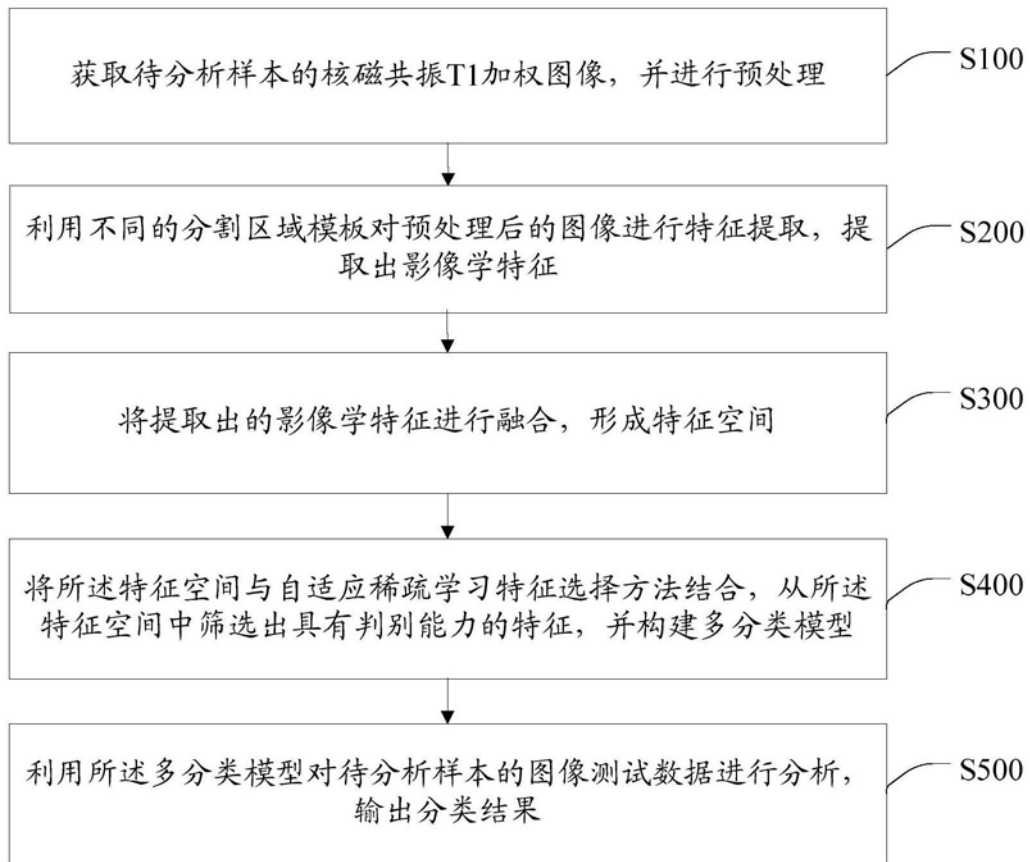 获取待分析样本的核磁共振T1加权图像，并进行预处理
S100
利用不同的分割区域模板对预处理后的图像进行特征提取，提
取出影像学特征
S200
将提取出的影像学特征进行融合，形成特征空间
S300
将所述特征空间与自适应稀疏学习特征选择方法结合，从所述
特征空间中筛选出具有判别能力的特征，并构建多分类模型
S400
利用所述多分类模型对待分析样本的图像测试数据进行分析，
输出分类结果
S500